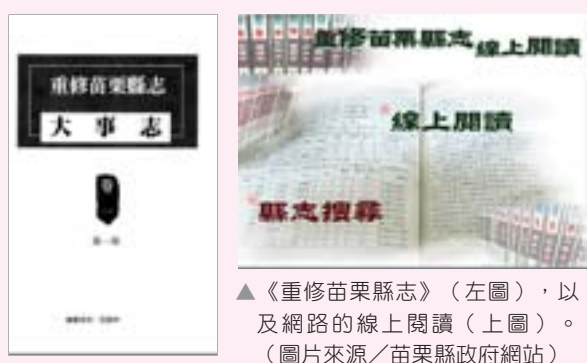 重修苗栗縣志
大事志
重修苗栗縣志 線上閱讀
線上閱讀
縣志搜尋
▲《重修苗栗縣志》（左圖），以
及網路的線上閱讀（上圖）。
（圖片來源／苗栗縣政府網站）